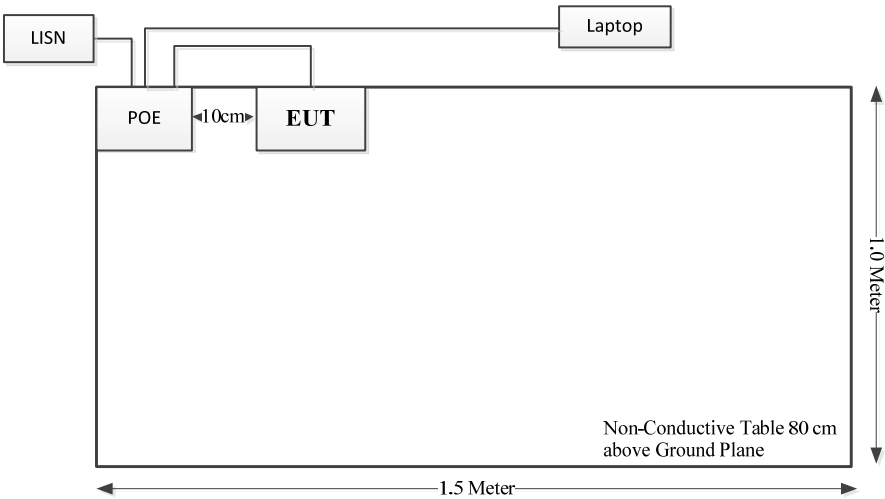 LISN
Laptop
POE
10cm
EUT
1.0 Meter
Non-Conductive Table 80 cm
above Ground Plane
1.5 Meter